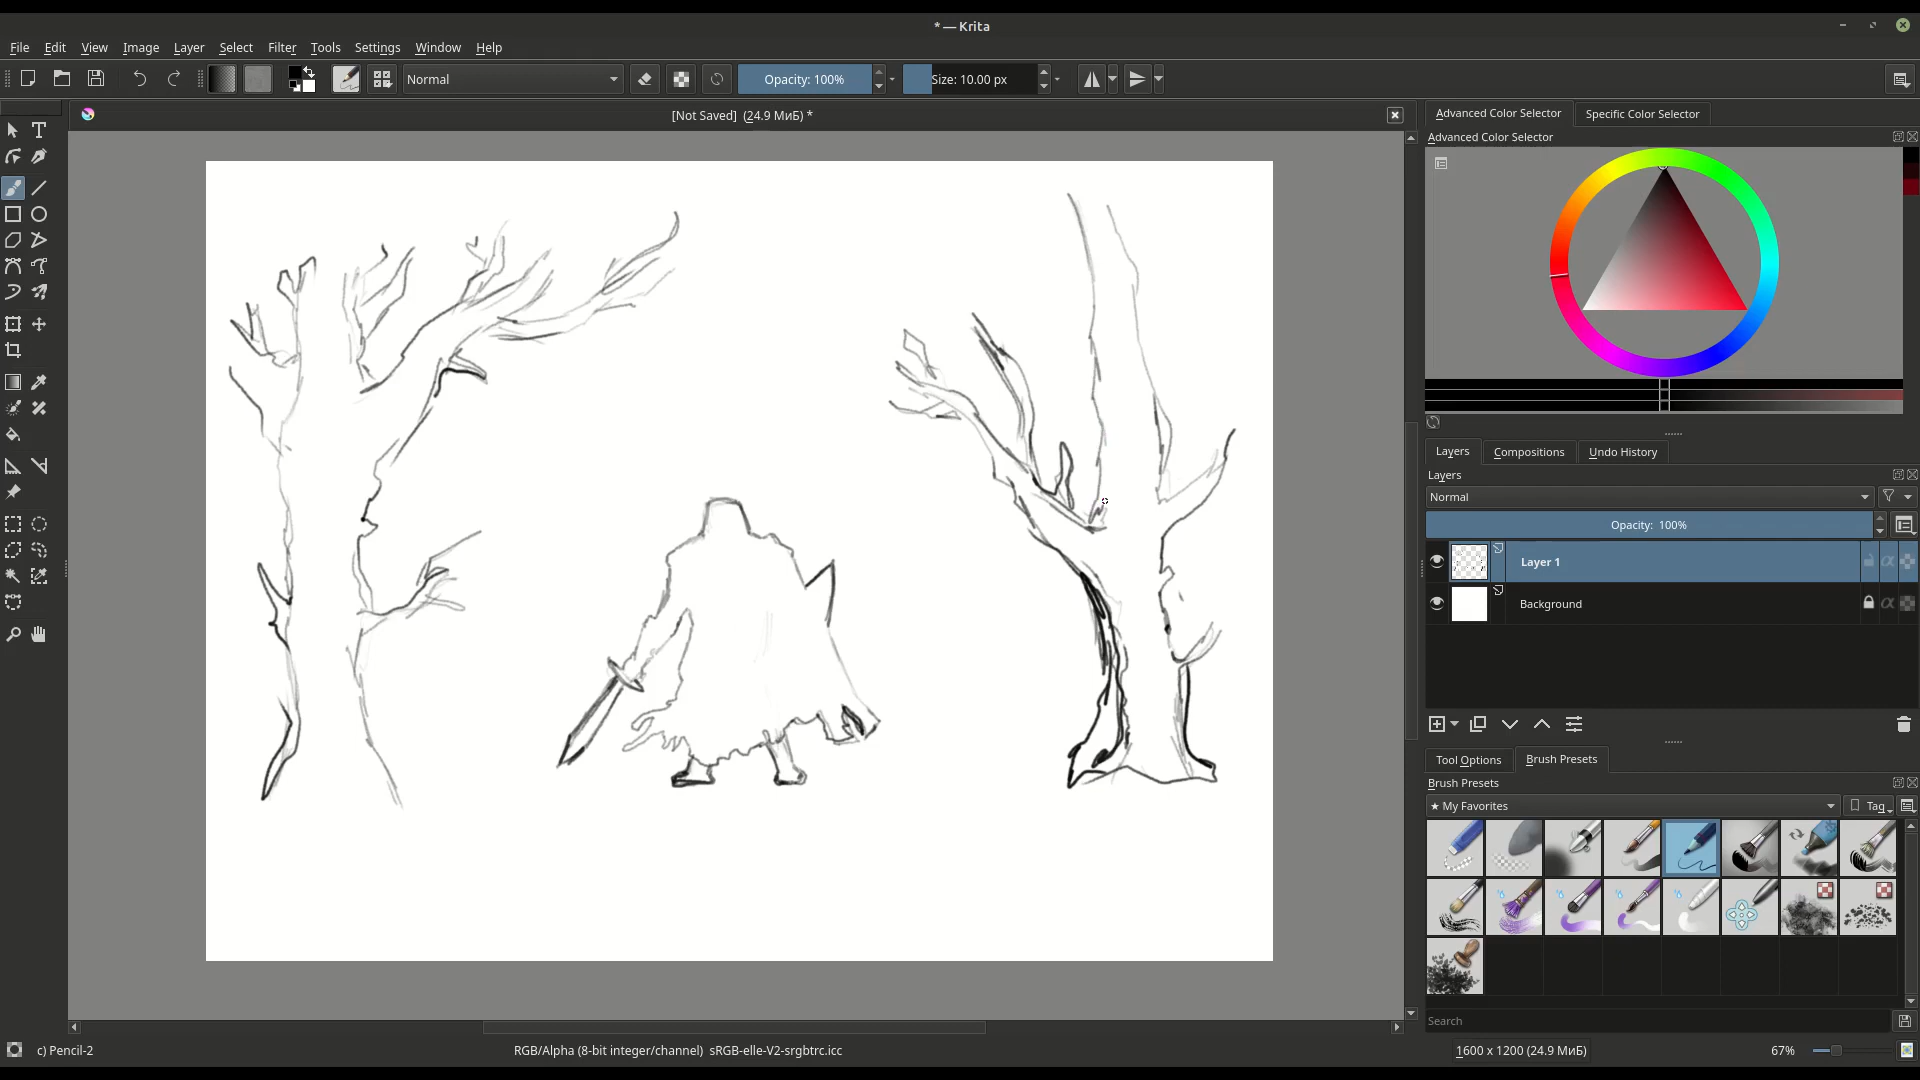 * — Krita
File Edit View Image Layer Select Filter Tools Settings Window Help
Normal Opacity: 100% Size: 10.00 px
[Not Saved] (24.9 МиБ) *
Advanced Color Selector Specific Color Selector
Advanced Color Selector
Layers Compositions Undo History
Layers
Normal
Opacity: 100%
Layer 1
Background
Tool Options Brush Presets
Brush Presets
★ My Favorites Tag
Search
c) Pencil-2 RGB/Alpha (8-bit integer/channel) sRGB-elle-V2-srgbtrc.icc 1600 x 1200 (24.9 МиБ) 67%